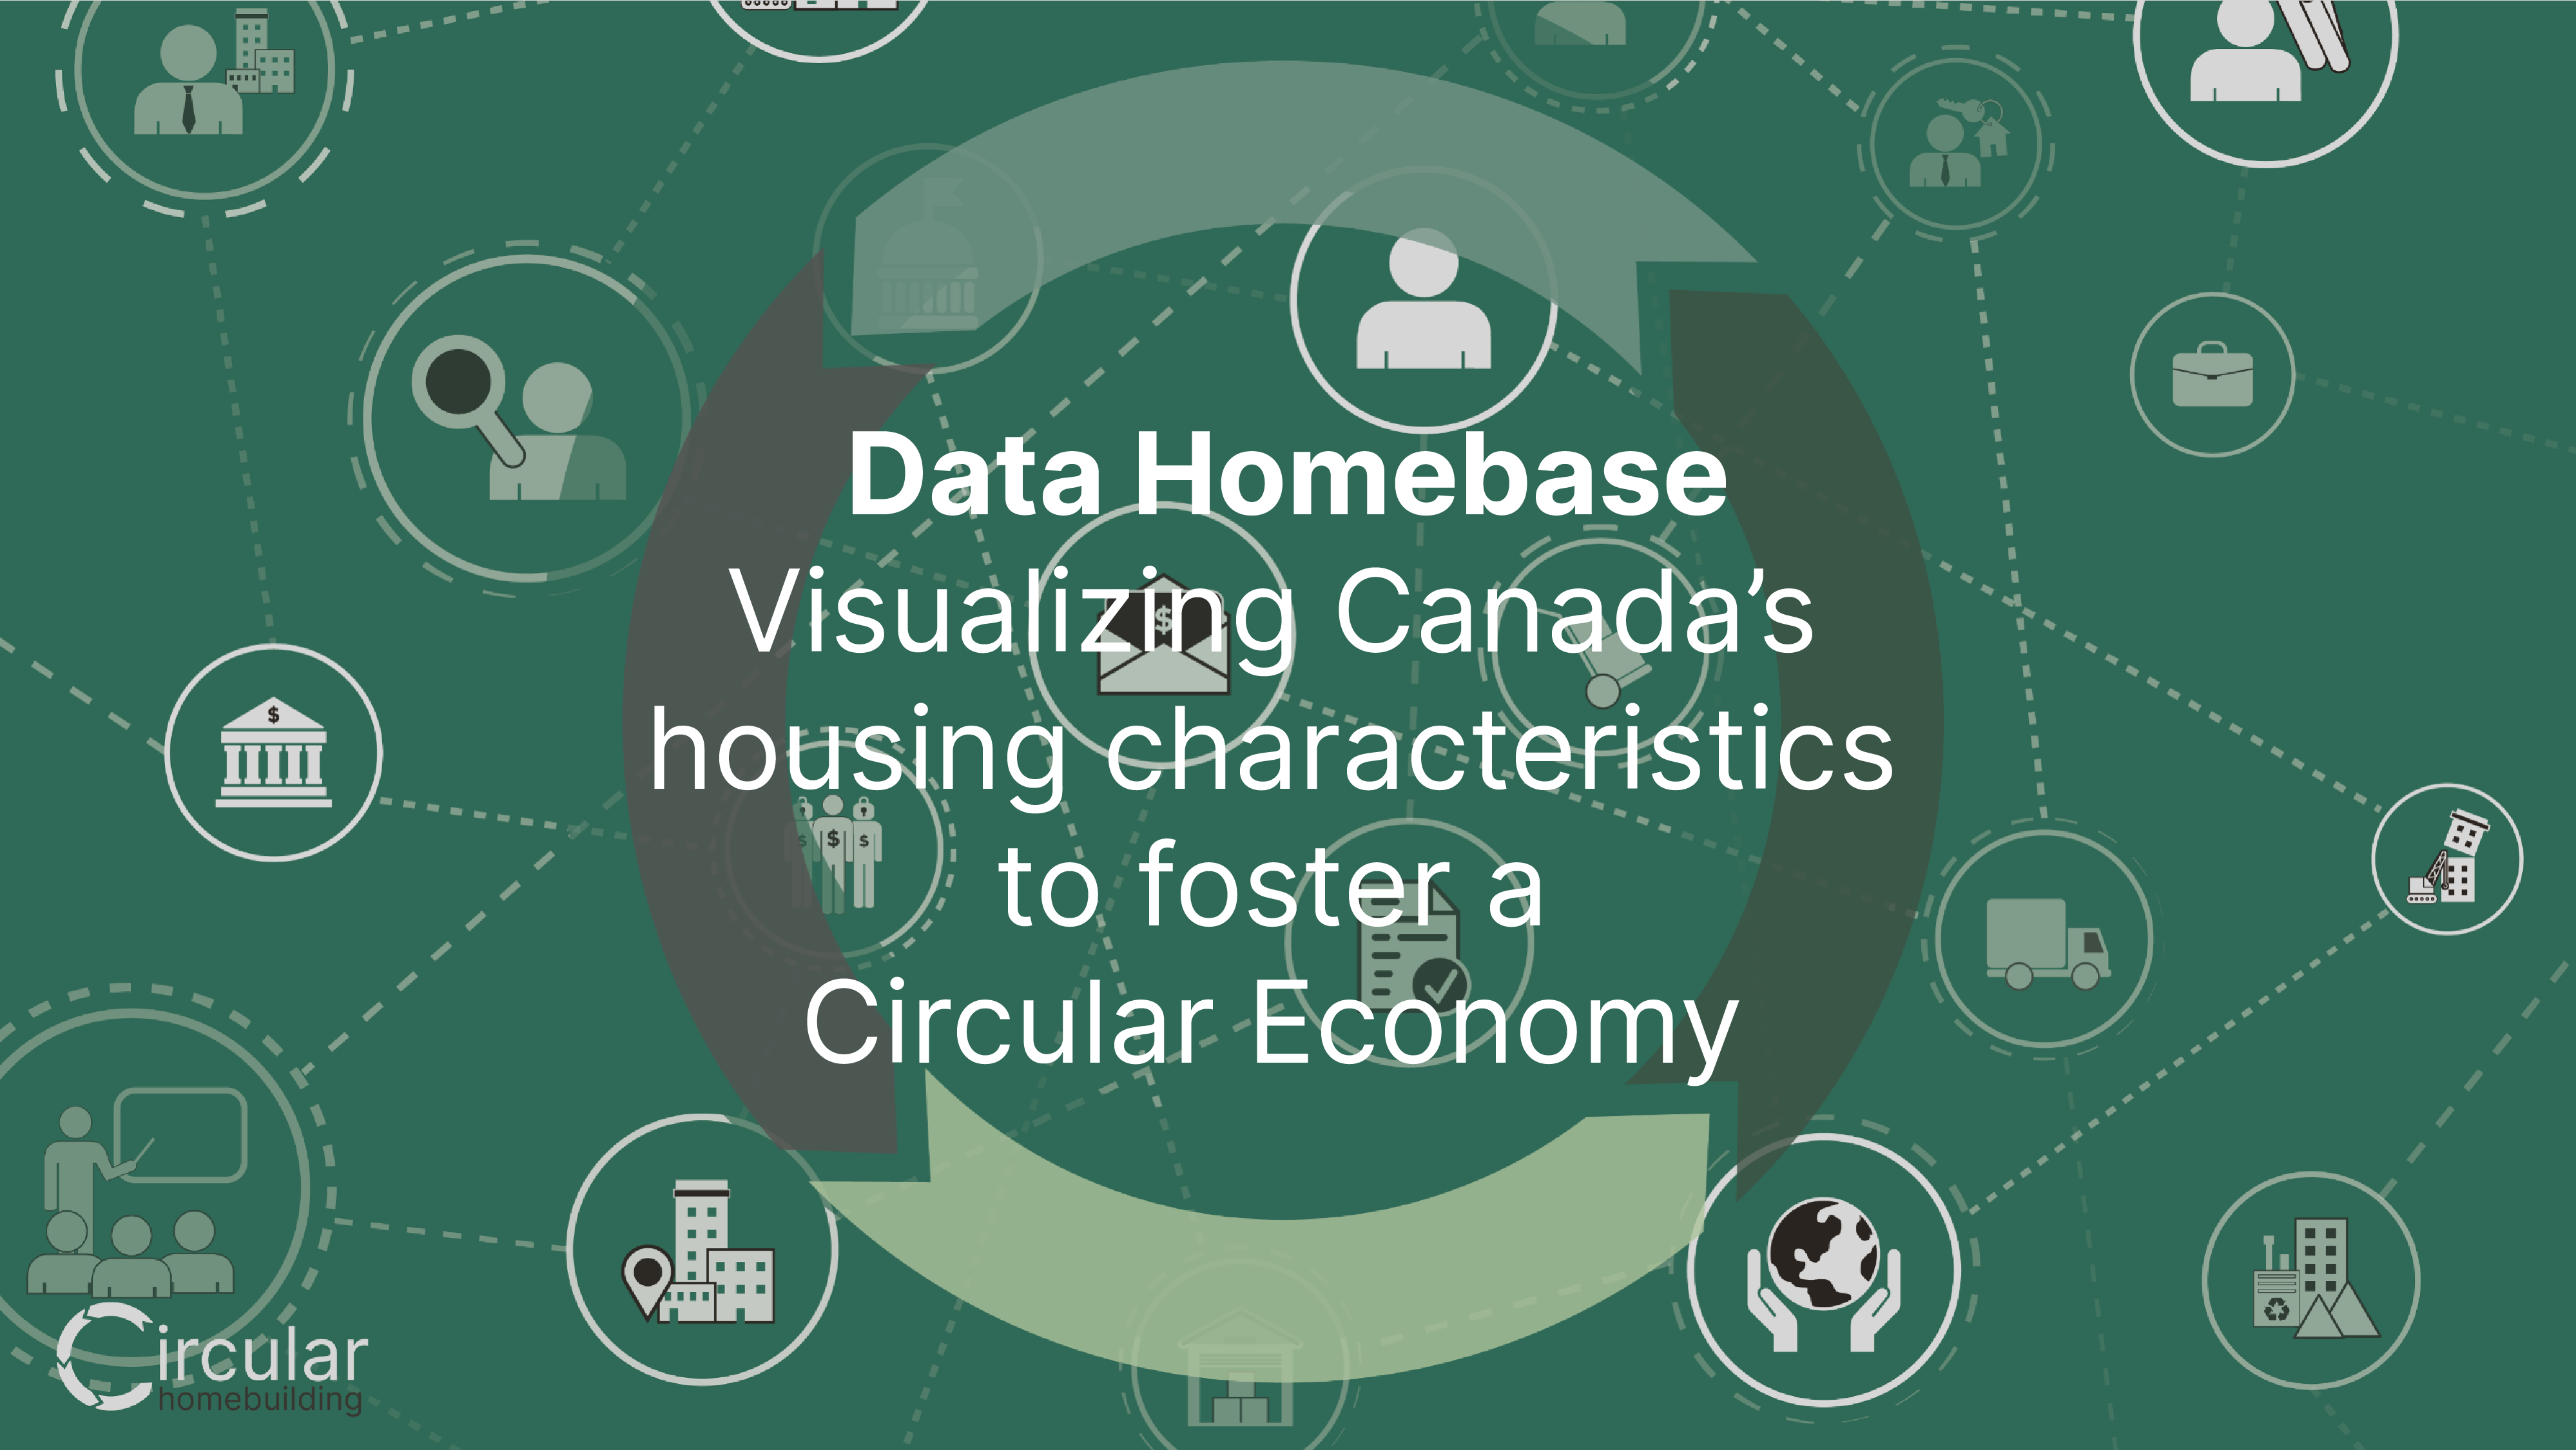 Data Homebase
Visualizing Canada’s
housing characteristics
to foster a
Circular Economy
$
$
$ $ $
Circular
homebuilding